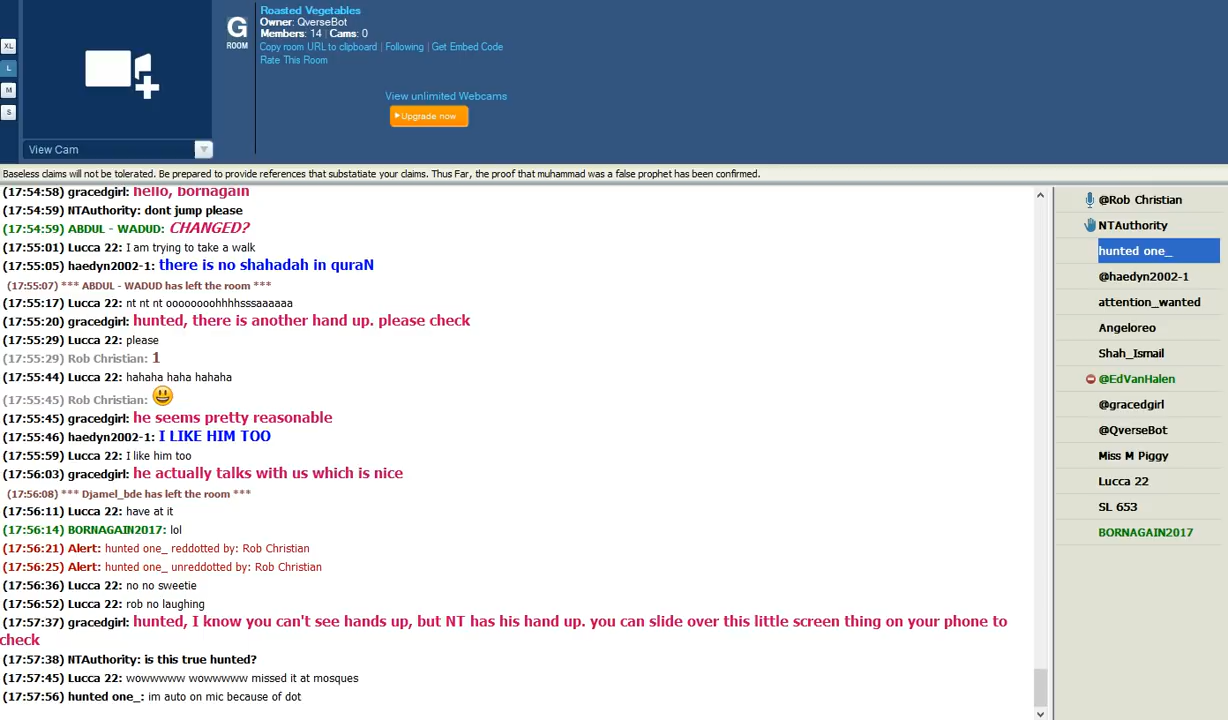 Roasted Vegetables
Owner: QverseBot
Members: 14 | Cams: 0
Copy room URL to clipboard | Following | Get Embed Code
Rate This Room
G
ROOM
XL
L
M
S
View unlimited Webcams
Upgrade now
View Cam
Baseless claims will not be tolerated. Be prepared to provide references that substatiate your claims. Thus Far, the proof that muhammad was a false prophet has been confirmed.
(17:54:58) gracedgirl: hello, bornagain
(17:54:59) NTAuthority: dont jump please
(17:54:59) ABDUL - WADUD: CHANGED?
(17:55:01) Lucca 22: I am trying to take a walk
(17:55:05) haedyn2002-1: there is no shahadah in quraN
(17:55:07) *** ABDUL - WADUD has left the room ***
(17:55:17) Lucca 22: nt nt nt oooooooohhhhsssaaaaaa
(17:55:20) gracedgirl: hunted, there is another hand up. please check
(17:55:29) Lucca 22: please
(17:55:29) Rob Christian: 1
(17:55:44) Lucca 22: hahaha haha hahaha
(17:55:45) Rob Christian:
(17:55:45) gracedgirl: he seems pretty reasonable
(17:55:46) haedyn2002-1: I LIKE HIM TOO
(17:55:59) Lucca 22: I like him too
(17:56:03) gracedgirl: he actually talks with us which is nice
(17:56:08) *** Djamel_bde has left the room ***
(17:56:11) Lucca 22: have at it
(17:56:14) BORNAGAIN2017: lol
(17:56:21) Alert: hunted one_ reddotted by: Rob Christian
(17:56:25) Alert: hunted one_ unreddotted by: Rob Christian
(17:56:36) Lucca 22: no no sweetie
(17:56:52) Lucca 22: rob no laughing
(17:57:37) gracedgirl: hunted, I know you can't see hands up, but NT has his hand up. you can slide over this little screen thing on your phone to
check
(17:57:38) NTAuthority: is this true hunted?
(17:57:45) Lucca 22: wowwwww wowwwww missed it at mosques
(17:57:56) hunted one_: im auto on mic because of dot
@Rob Christian
NTAuthority
hunted one_
@haedyn2002-1
attention_wanted
Angeloreo
Shah_Ismail
@EdVanHalen
@gracedgirl
@QverseBot
Miss M Piggy
Lucca 22
SL 653
BORNAGAIN2017